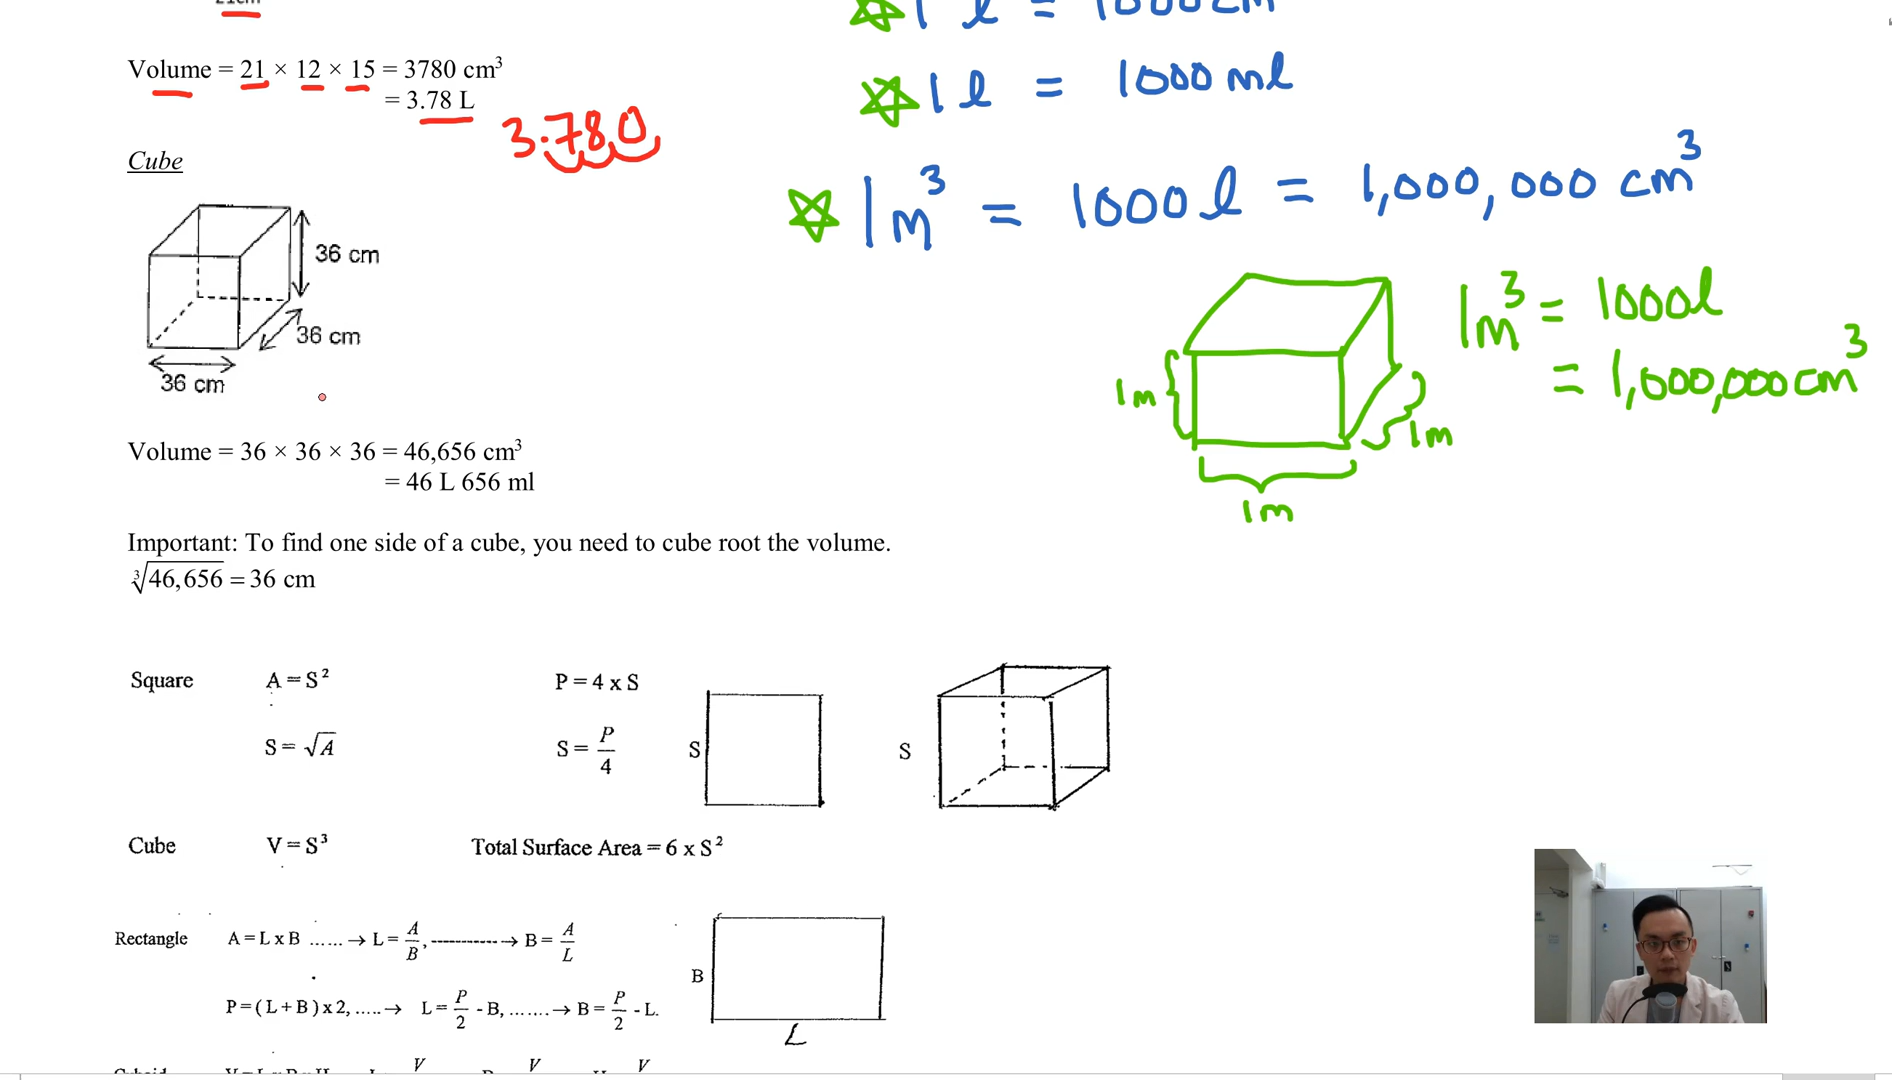 21cm
Volume = 21 × 12 × 15 = 3780 cm³
= 3.78 L
3.780
Cube
36 cm
36 cm
36 cm
Volume = 36 × 36 × 36 = 46,656 cm³
= 46 L 656 ml
Important: To find one side of a cube, you need to cube root the volume.
∛46,656 = 36 cm
1 l = 1000 cm
1 l = 1000 ml
1 m³ = 1000 l = 1,000,000 cm³
1m³ = 1000l
= 1,000,000 cm³
1m
1m
1m
Square A = S² P = 4 x S
S = √A S = P/4 S S
Cube V = S³ Total Surface Area = 6 x S²
Rectangle A = L x B ...... → L = A/B, ------------ → B = A/L
B
P = ( L + B ) x 2, ..... → L = P/2 - B, ....... → B = P/2 - L.
L
V V V